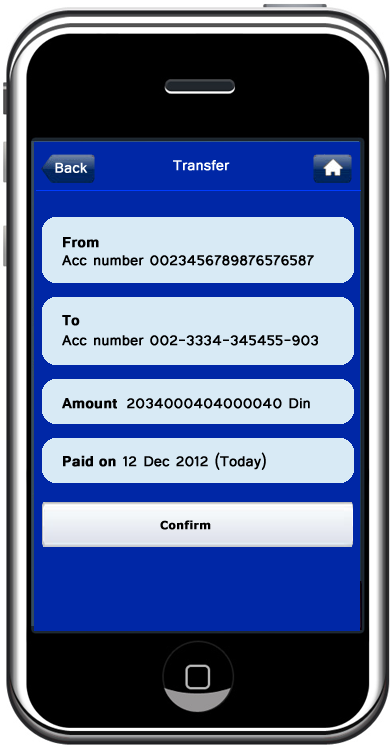 Back
Transfer
From
Acc number 0023456789876576587
To
Acc number 002-3334-345455-903
Amount 2034000404000040 Din
Paid on 12 Dec 2012 (Today)
Confirm